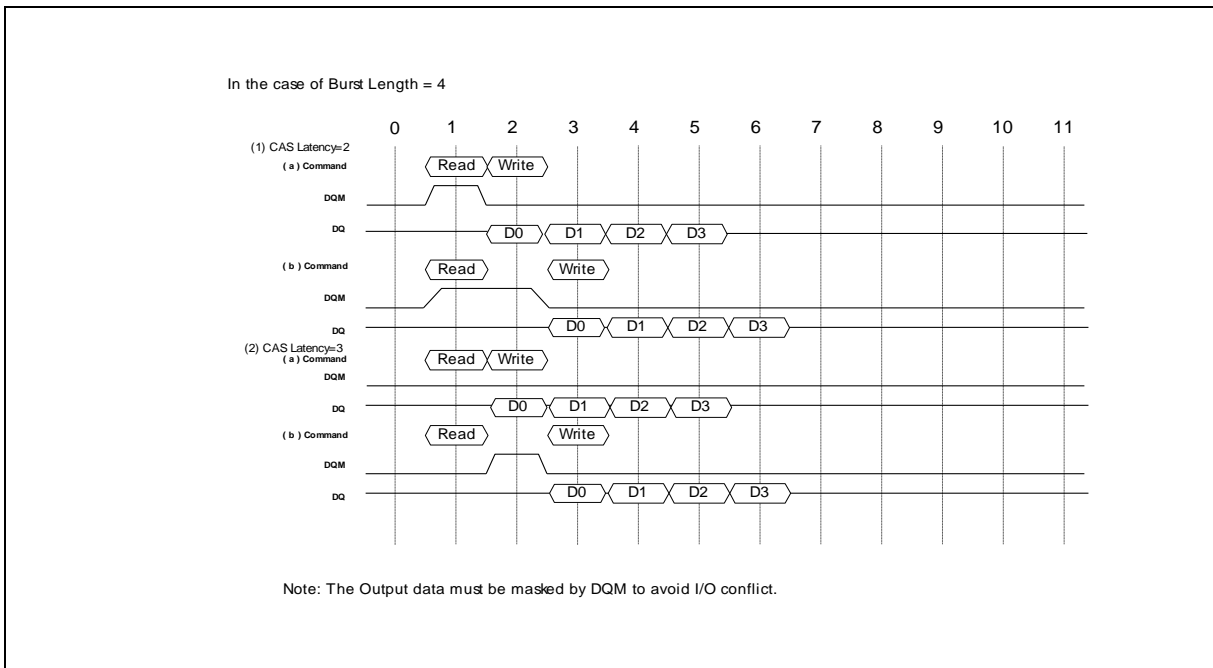 In the case of Burst Length = 4
0 1 2 3 4 5 6 7 8 9 10 11
(1) CAS Latency=2
( a ) Command Read Write
DQM
DQ D0 D1 D2 D3
( b ) Command Read Write
DQM
DQ D0 D1 D2 D3
(2) CAS Latency=3
( a ) Command Read Write
DQM
DQ D0 D1 D2 D3
( b ) Command Read Write
DQM
DQ D0 D1 D2 D3
Note: The Output data must be masked by DQM to avoid I/O conflict.